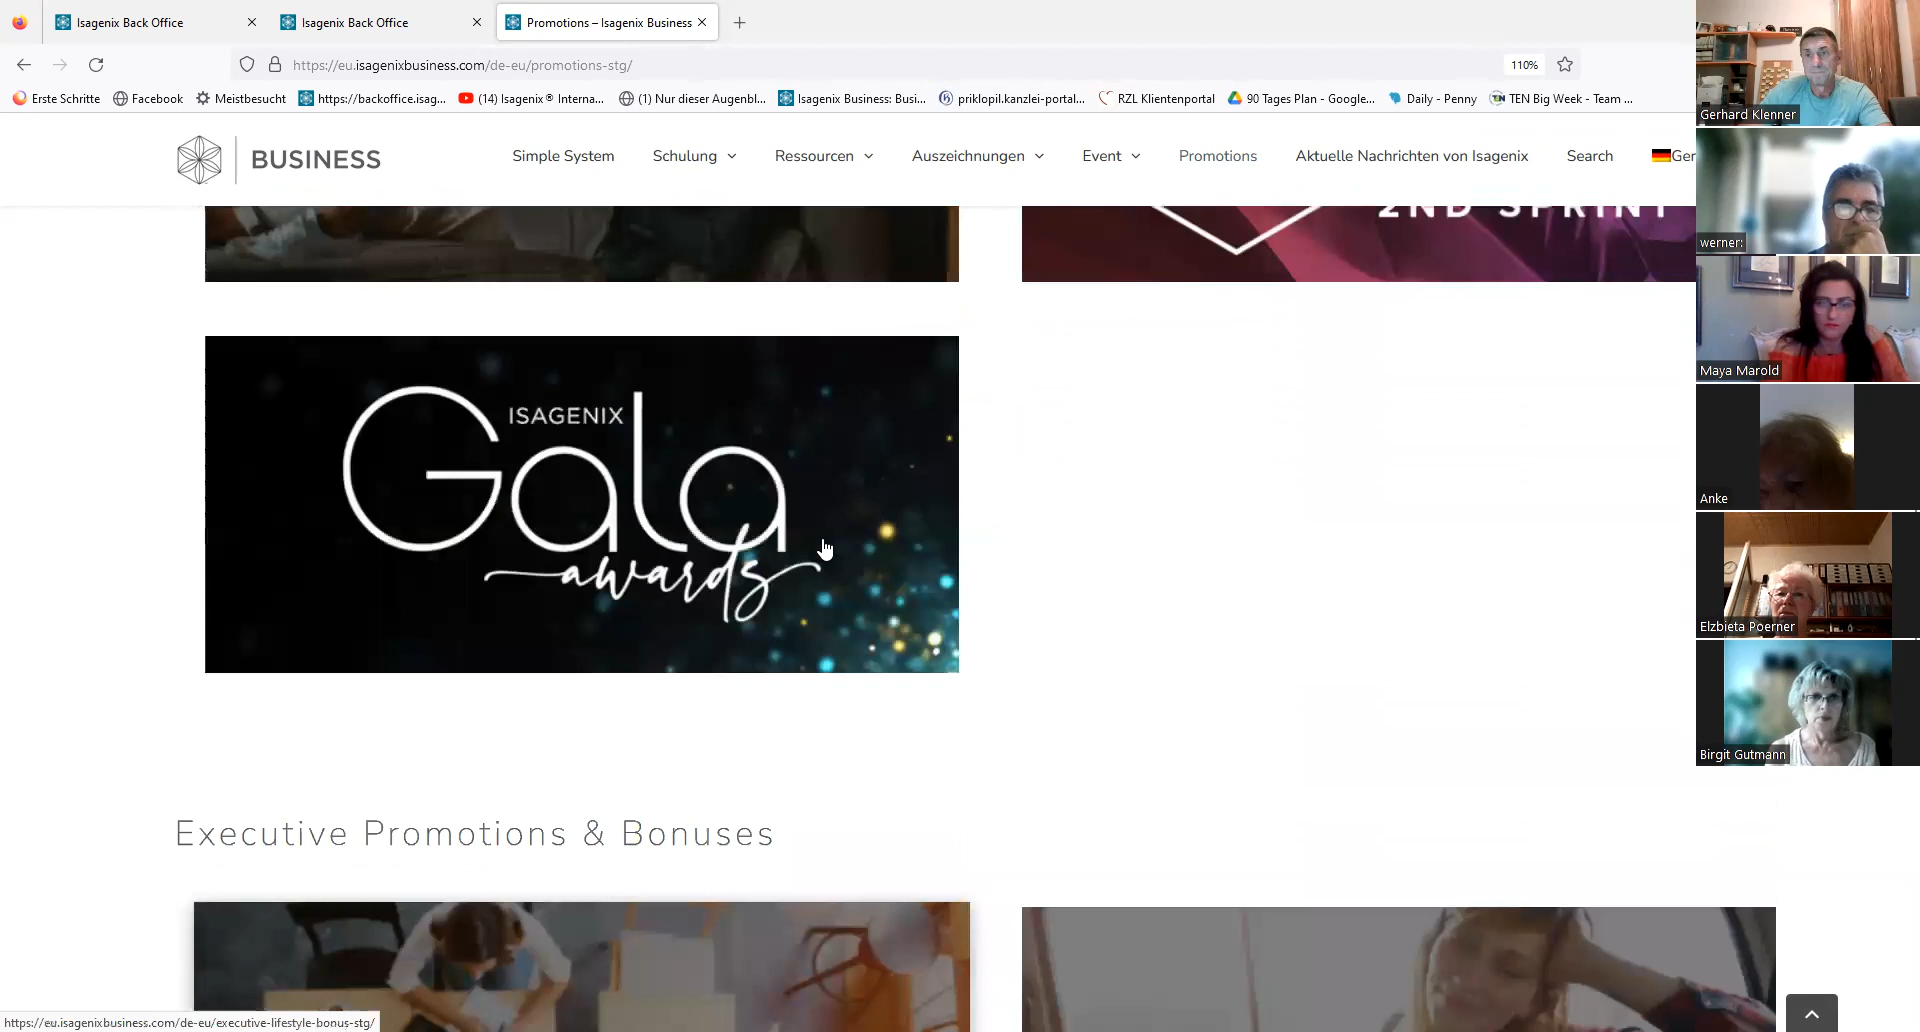 Isagenix Back Office
Isagenix Back Office
Promotions – Isagenix Business
https://eu.isagenixbusiness.com/de-eu/promotions-stg/
110%
Erste Schritte
Facebook
Meistbesucht
https://backoffice.isag...
(14) Isagenix® Interna...
(1) Nur dieser Augenbl...
Isagenix Business: Busi...
priklopil.kanzlei-portal...
RZL Klientenportal
90 Tages Plan - Google...
Daily - Penny
TEN Big Week - Team ...
BUSINESS
Simple System
Schulung
Ressourcen
Auszeichnungen
Event
Promotions
Aktuelle Nachrichten von Isagenix
Search
Ger
2ND SPRINT
ISAGENIX
Gala
awards
Executive Promotions & Bonuses
https://eu.isagenixbusiness.com/de-eu/executive-lifestyle-bonus-stg/
Gerhard Klenner
werner:
Maya Marold
Anke
Elzbieta Poerner
Birgit Gutmann